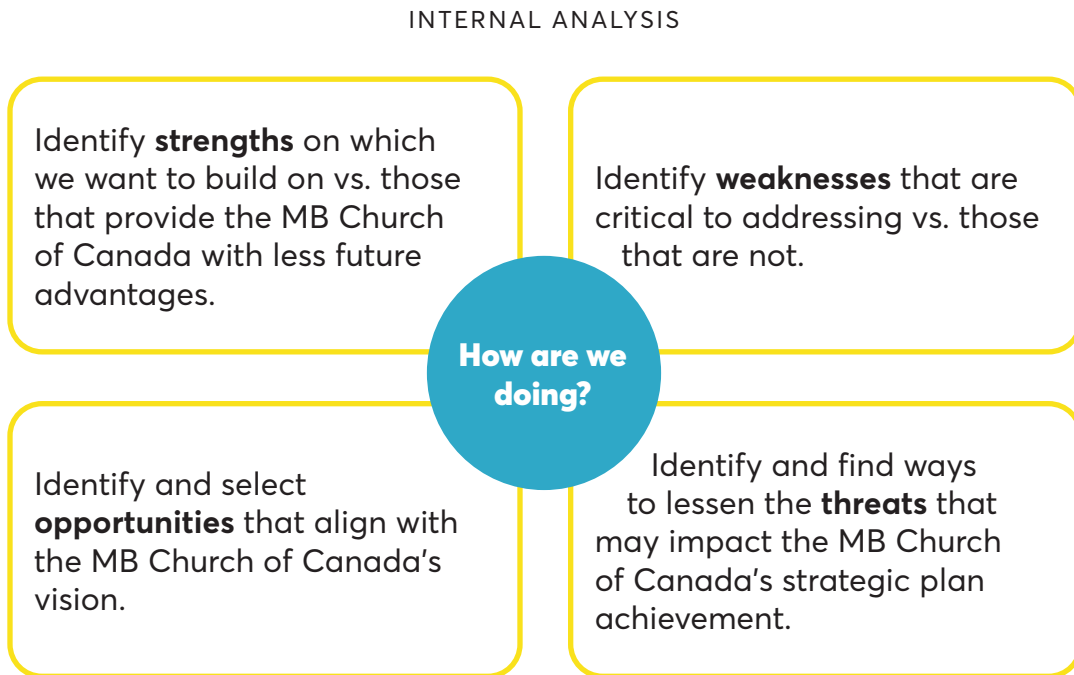 INTERNAL ANALYSIS
Identify strengths on which
we want to build on vs. those
that provide the MB Church
of Canada with less future
advantages.
Identify weaknesses that are
critical to addressing vs. those
that are not.
How are we
doing?
Identify and select
opportunities that align with
the MB Church of Canada's
vision.
Identify and find ways
to lessen the threats that
may impact the MB Church
of Canada's strategic plan
achievement.